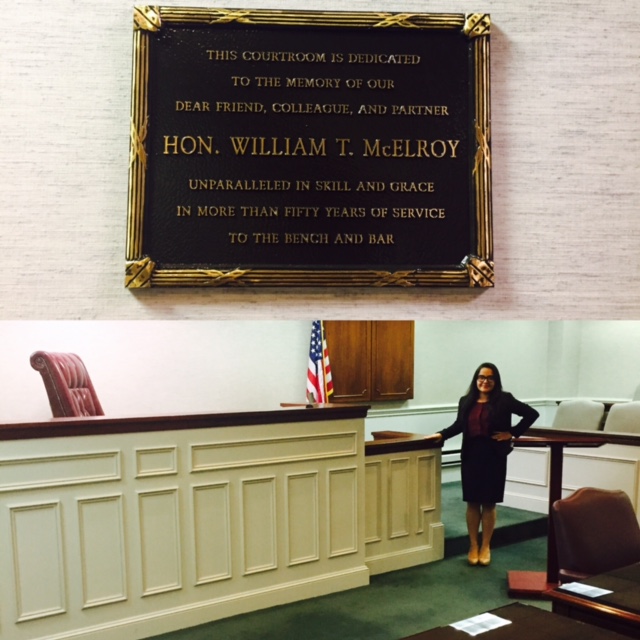 THIS COURTROOM IS DEDICATED
TO THE MEMORY OF OUR
DEAR FRIEND, COLLEAGUE, AND PARTNER
HON. WILLIAM T. McELROY
UNPARALLELED IN SKILL AND GRACE
IN MORE THAN FIFTY YEARS OF SERVICE
TO THE BENCH AND BAR